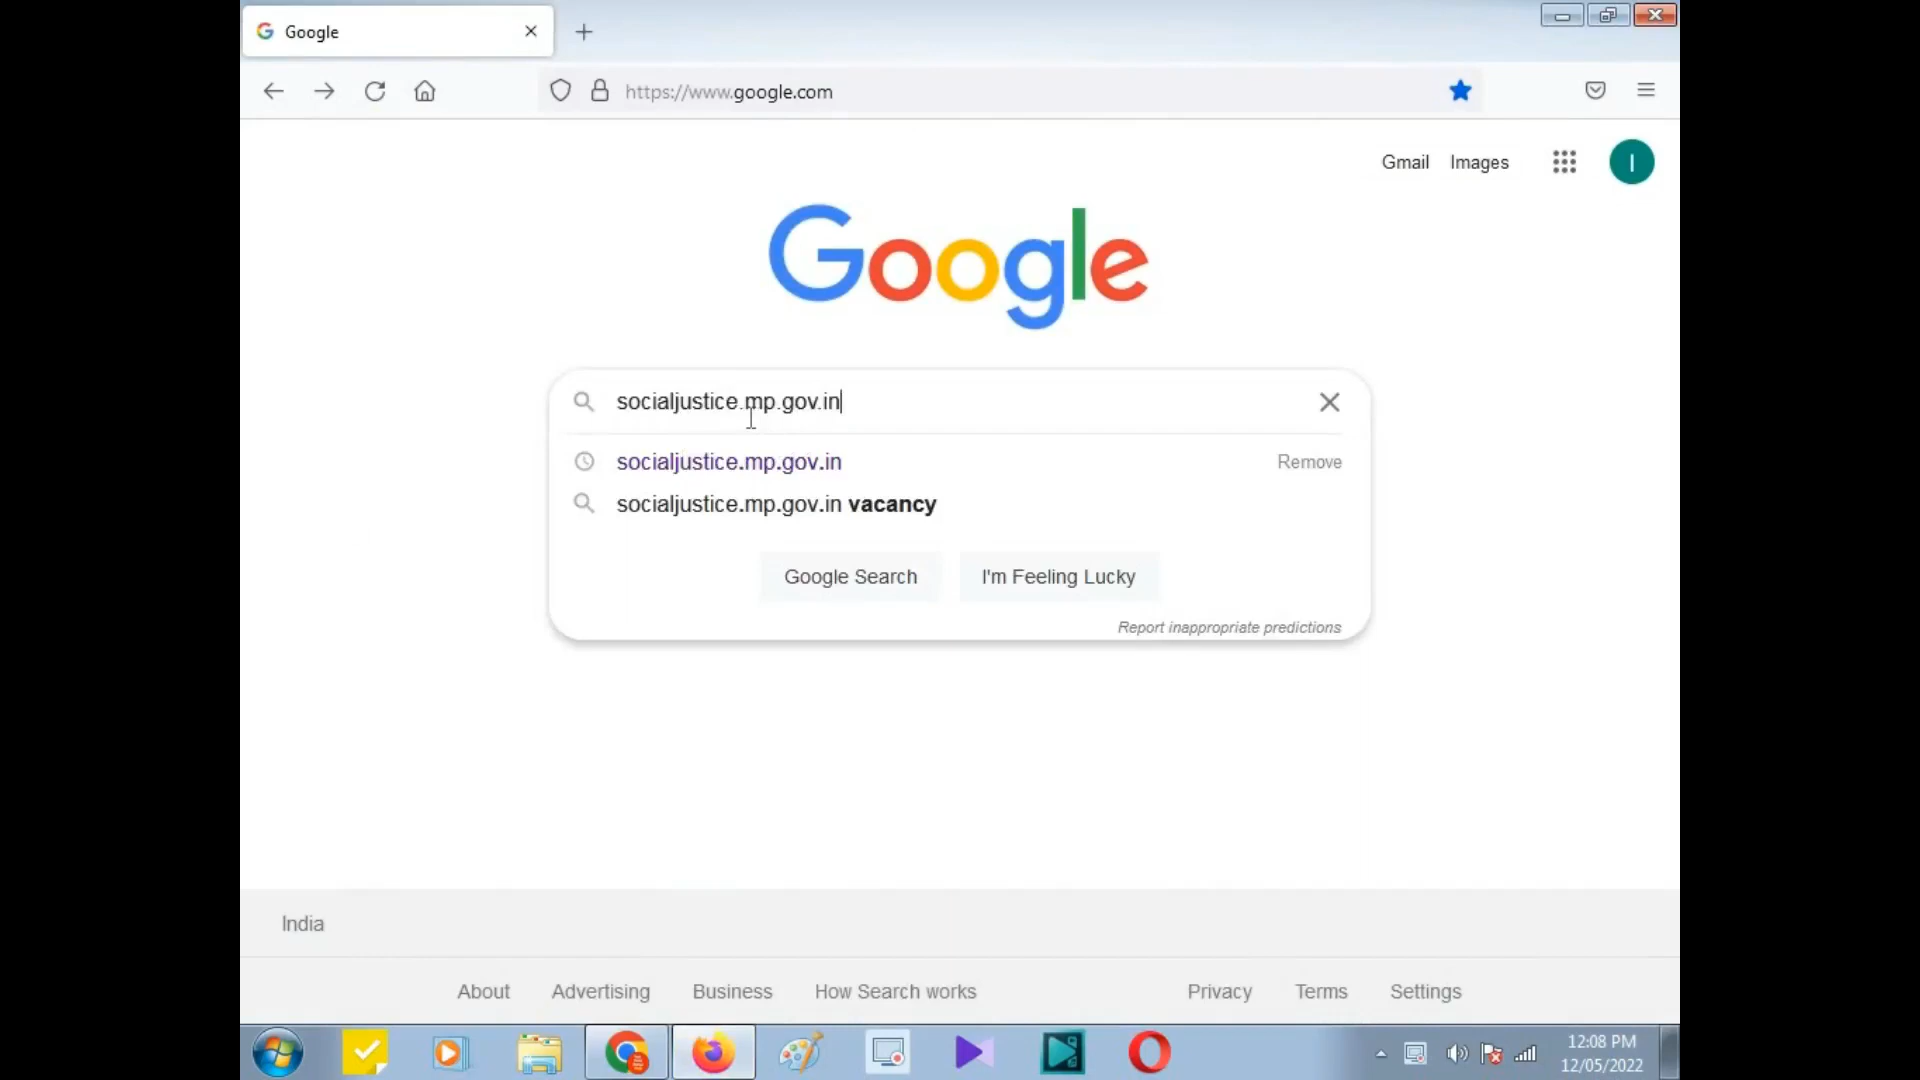 Google
https://www.google.com
Gmail Images
I
Google
socialjustice.mp.gov.in
socialjustice.mp.gov.in Remove
socialjustice.mp.gov.in vacancy
Google Search I'm Feeling Lucky
Report inappropriate predictions
India
About Advertising Business How Search works Privacy Terms Settings
12:08 PM
12/05/2022